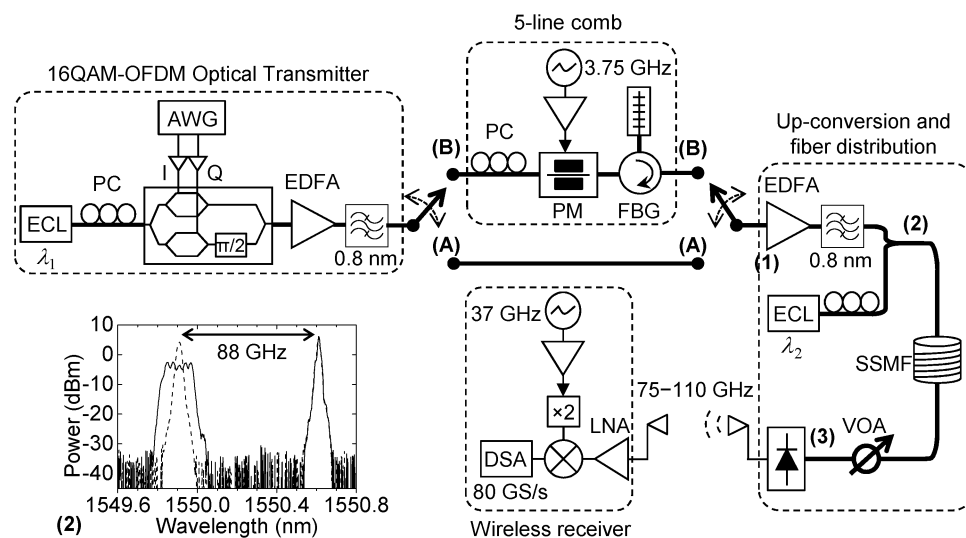 5-line comb
16QAM-OFDM Optical Transmitter
3.75 GHz
AWG
PC
(B)
(B)
Up-conversion and
fiber distribution
I
Q
PC
EDFA
EDFA
ECL
π/2
PM
FBG
(2)
λ1
0.8 nm
(A)
(A)
(1)
0.8 nm
ECL
λ2
37 GHz
SSMF
×2
75−110 GHz
LNA
(3)
VOA
DSA
80 GS/s
Wireless receiver
10
0
-10
-20
-30
-40
Power (dBm)
88 GHz
1549.6
1550.0
1550.4
1550.8
(2)
Wavelength (nm)